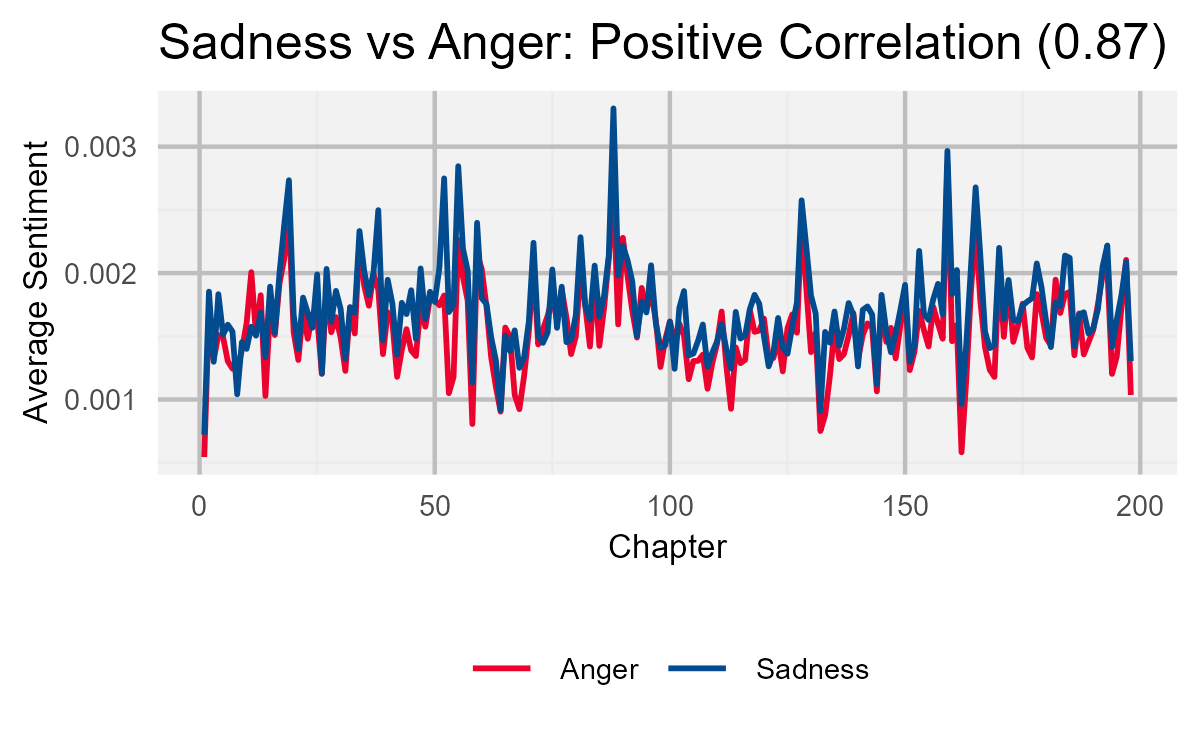 Sadness vs Anger: Positive Correlation (0.87)
Average Sentiment
0.003
0.002
0.001
0 50 100 150 200
Chapter
Anger Sadness